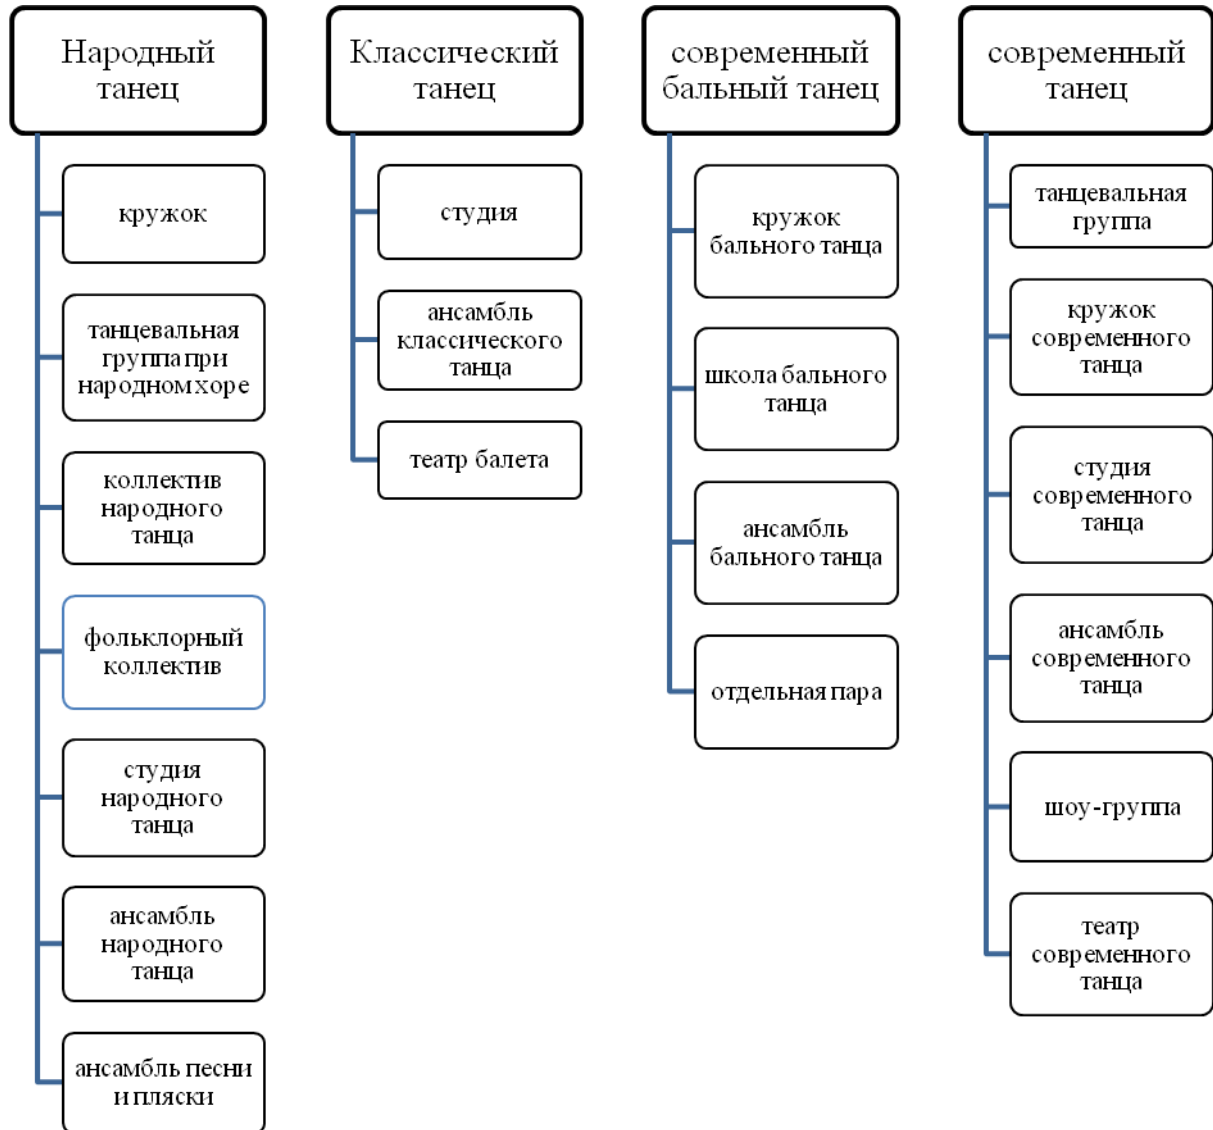 Народный
танец
кружок
танцевальная
группа при
народном хоре
коллектив
народного
танца
фольклорный
коллектив
студия
народного
танца
ансамбль
народного
танца
ансамбль песни
и пляски
Классический
танец
студия
ансамбль
классического
танца
театр балета
современный
бальный танец
кружок
бального танца
школа бального
танца
ансамбль
бального танца
отдельная пара
современный
танец
танцевальная
группа
кружок
современного
танца
студия
современного
танца
ансамбль
современного
танца
шоу-группа
театр
современного
танца